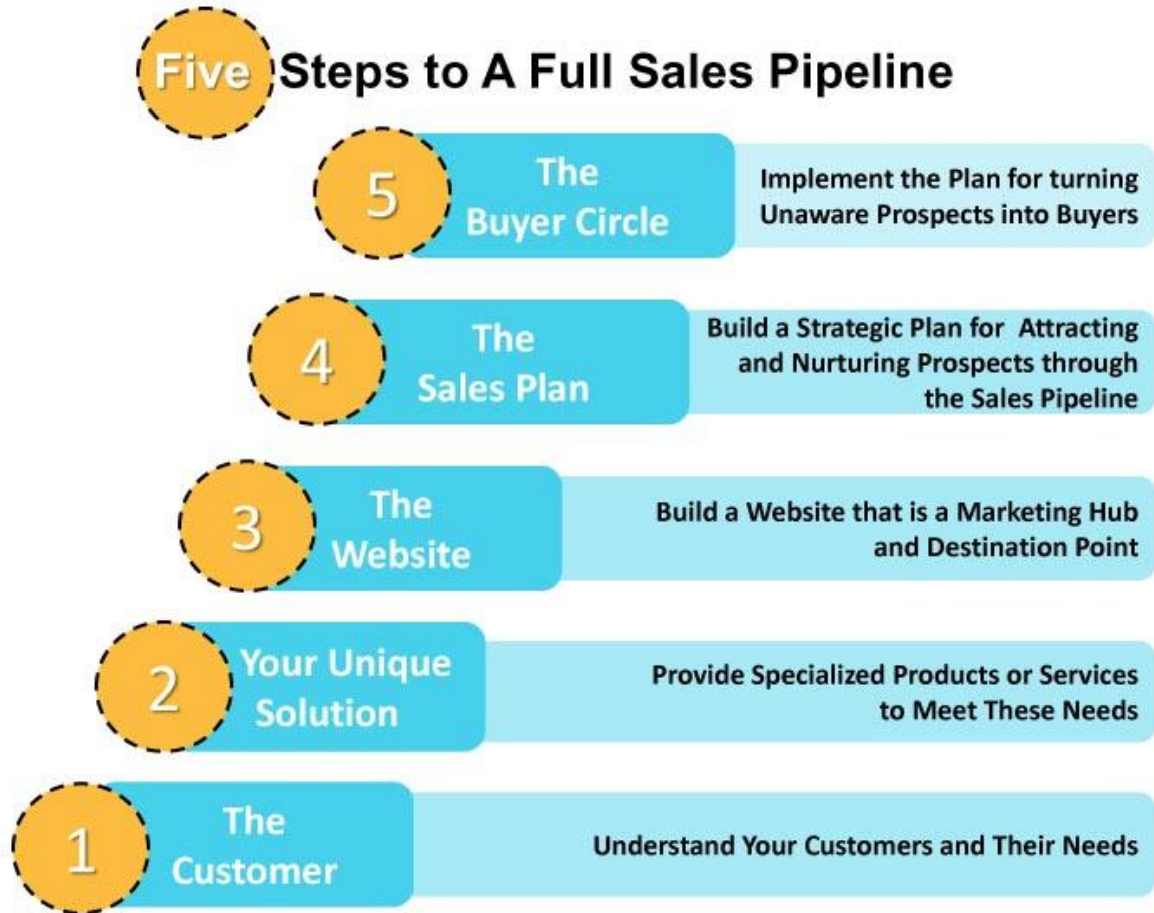 Five Steps to A Full Sales Pipeline
5
The
Buyer Circle
Implement the Plan for turning
Unaware Prospects into Buyers
4
The
Sales Plan
Build a Strategic Plan for Attracting
and Nurturing Prospects through
the Sales Pipeline
3
The
Website
Build a Website that is a Marketing Hub
and Destination Point
2
Your Unique
Solution
Provide Specialized Products or Services
to Meet These Needs
1
The
Customer
Understand Your Customers and Their Needs